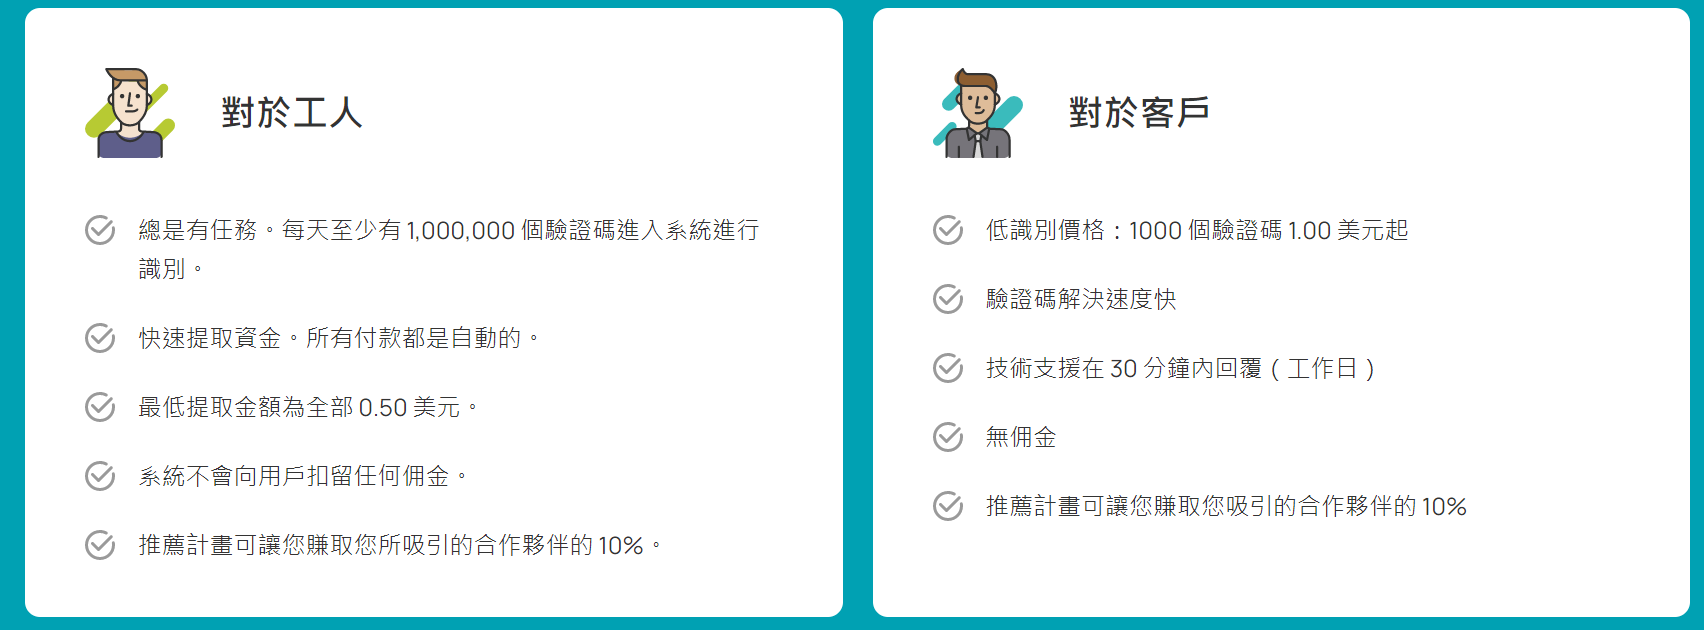 對於工人
總是有任務。每天至少有 1,000,000 個驗證碼進入系統進行
識別。
快速提取資金。所有付款都是自動的。
最低提取金額為全部 0.50 美元。
系統不會向用戶扣留任何佣金。
推薦計畫可讓您賺取您所吸引的合作夥伴的 10%。
對於客戶
低識別價格：1000 個驗證碼 1.00 美元起
驗證碼解決速度快
技術支援在 30 分鐘內回覆（工作日）
無佣金
推薦計畫可讓您賺取您吸引的合作夥伴的 10%